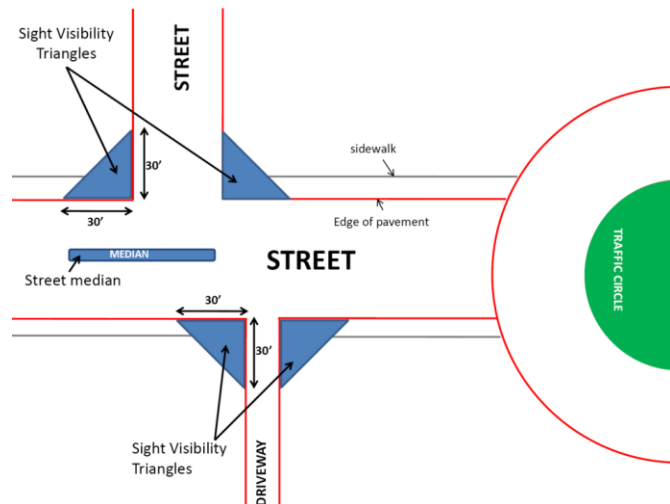 Sight Visibility
Triangles
STREET
30’
30’
sidewalk
Edge of pavement
MEDIAN
STREET
Street median
TRAFFIC CIRCLE
30’
30’
Sight Visibility
Triangles
DRIVEWAY